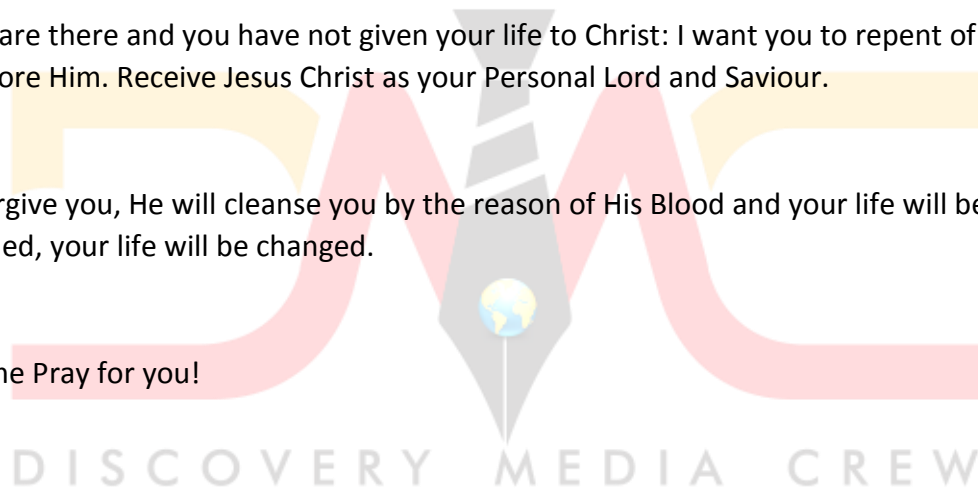 are there and you have not given your life to Christ: I want you to repent of
ore Him. Receive Jesus Christ as your Personal Lord and Saviour.
rgive you, He will cleanse you by the reason of His Blood and your life will be
ed, your life will be changed.
ne Pray for you!
DISCOVERY MEDIA CREW